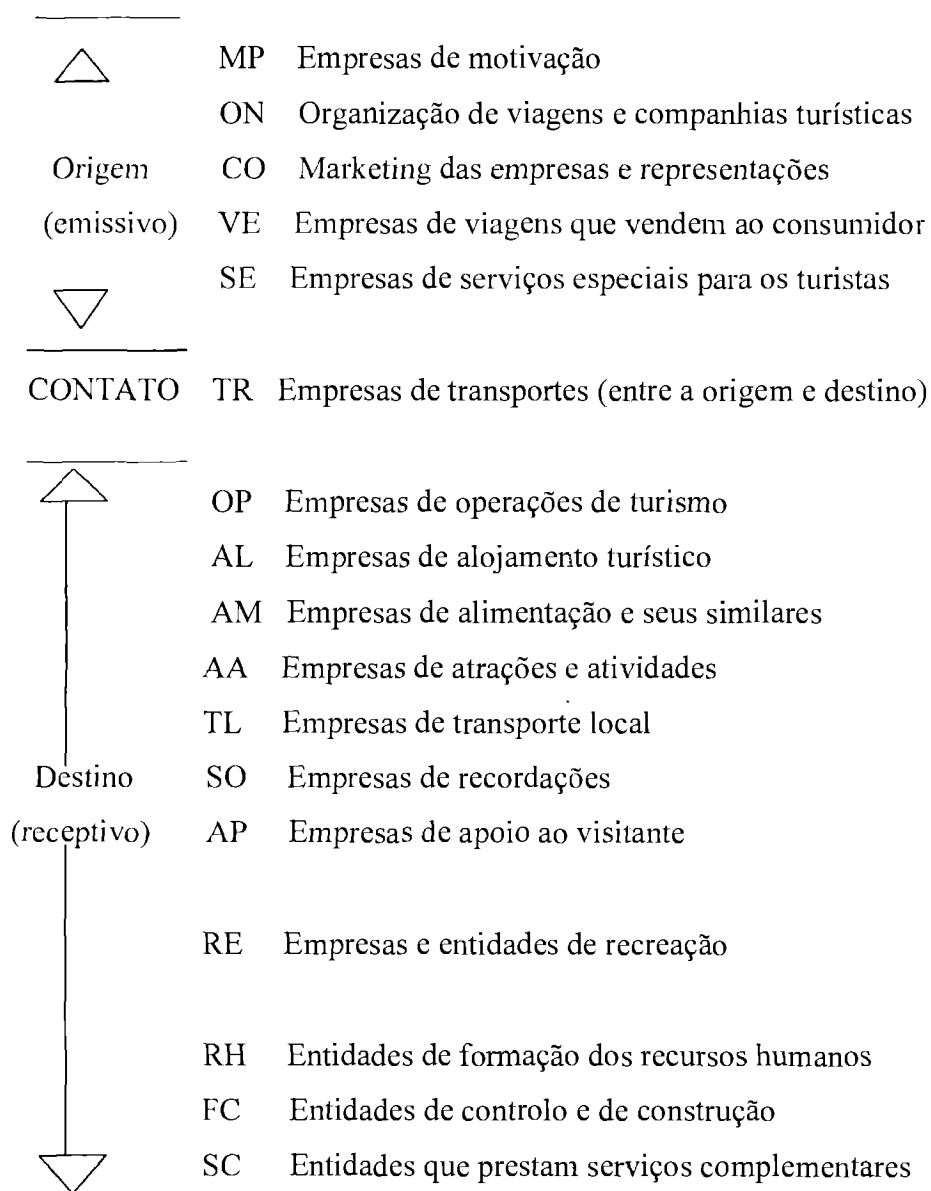 MP Empresas de motivação
ON Organização de viagens e companhias turísticas
Origem CO Marketing das empresas e representações
(emissivo) VE Empresas de viagens que vendem ao consumidor
SE Empresas de serviços especiais para os turistas
CONTATO TR Empresas de transportes (entre a origem e destino)
OP Empresas de operações de turismo
AL Empresas de alojamento turístico
AM Empresas de alimentação e seus similares
AA Empresas de atrações e atividades
TL Empresas de transporte local
Destino SO Empresas de recordações
(receptivo) AP Empresas de apoio ao visitante
RE Empresas e entidades de recreação
RH Entidades de formação dos recursos humanos
FC Entidades de controlo e de construção
SC Entidades que prestam serviços complementares